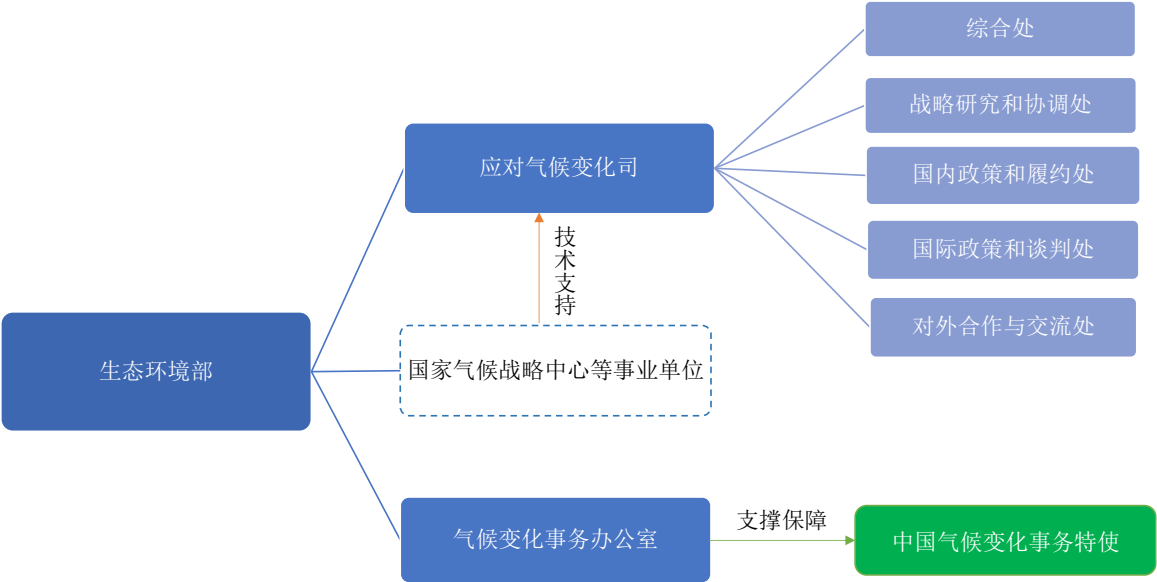 综合处
战略研究和协调处
应对气候变化司
国内政策和履约处
国际政策和谈判处
对外合作与交流处
技术支持
生态环境部
国家气候战略中心等事业单位
气候变化事务办公室
支撑保障
中国气候变化事务特使